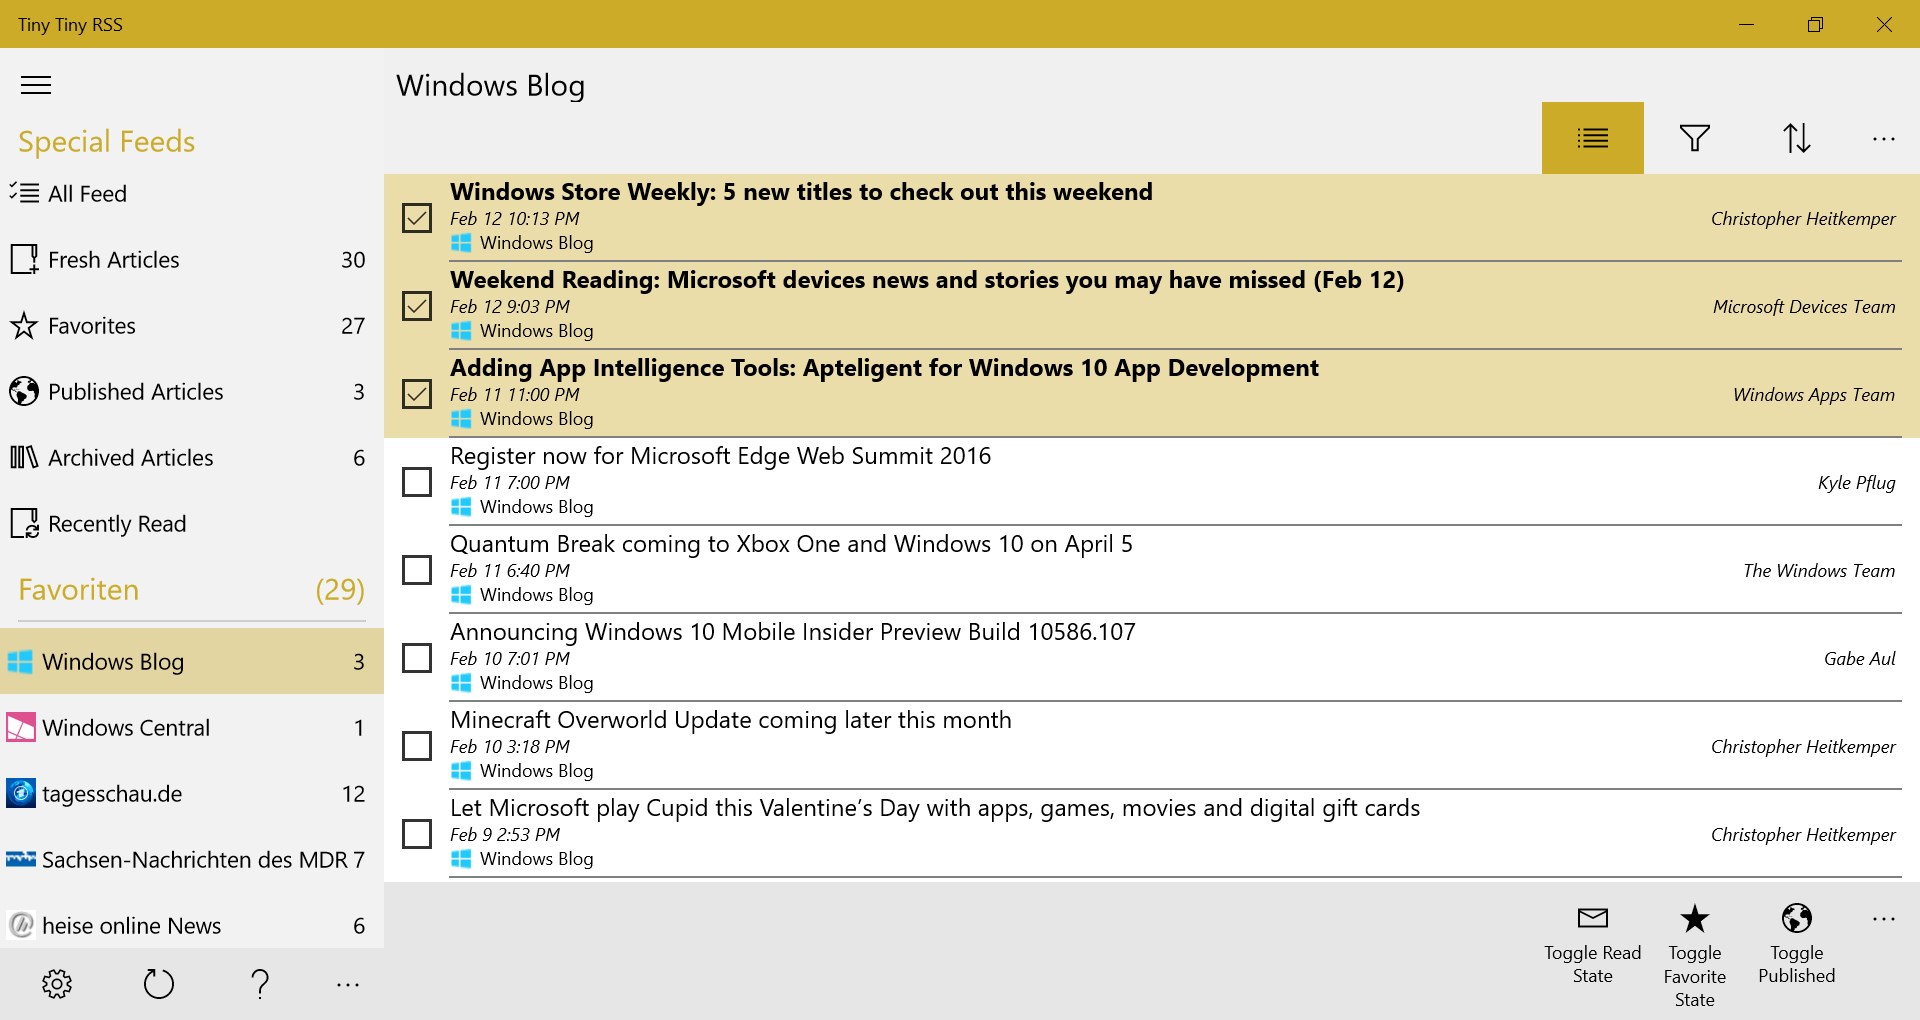 Tiny Tiny RSS
Special Feeds
All Feed
Fresh Articles 30
Favorites 27
Published Articles 3
Archived Articles 6
Recently Read
Favoriten (29)
Windows Blog 3
Windows Central 1
tagesschau.de 12
Sachsen-Nachrichten des MDR 7
heise online News 6
Windows Blog
Windows Store Weekly: 5 new titles to check out this weekend
Feb 12 10:13 PM
Christopher Heitkemper
Windows Blog
Weekend Reading: Microsoft devices news and stories you may have missed (Feb 12)
Feb 12 9:03 PM
Microsoft Devices Team
Windows Blog
Adding App Intelligence Tools: Apteligent for Windows 10 App Development
Feb 11 11:00 PM
Windows Apps Team
Windows Blog
Register now for Microsoft Edge Web Summit 2016
Feb 11 7:00 PM
Kyle Pflug
Windows Blog
Quantum Break coming to Xbox One and Windows 10 on April 5
Feb 11 6:40 PM
The Windows Team
Windows Blog
Announcing Windows 10 Mobile Insider Preview Build 10586.107
Feb 10 7:01 PM
Gabe Aul
Windows Blog
Minecraft Overworld Update coming later this month
Feb 10 3:18 PM
Christopher Heitkemper
Windows Blog
Let Microsoft play Cupid this Valentine’s Day with apps, games, movies and digital gift cards
Feb 9 2:53 PM
Christopher Heitkemper
Windows Blog
Toggle Read
State
Toggle
Favorite
State
Toggle
Published